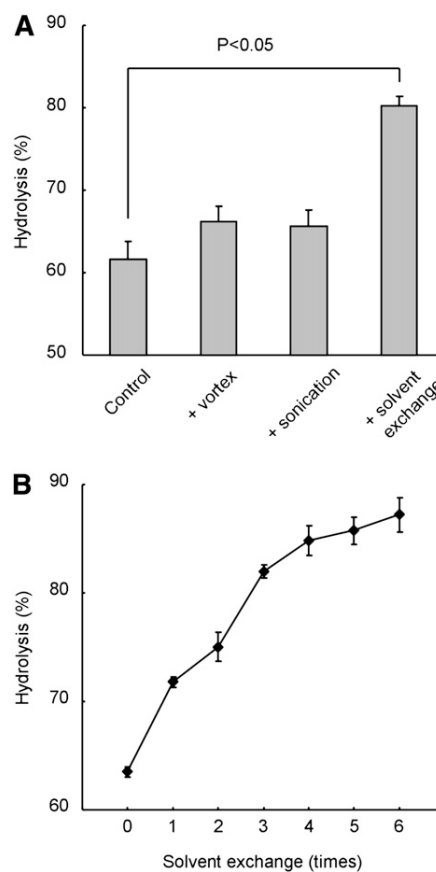 A
P<0.05
Hydrolysis (%)
90
80
70
60
50
Control
+ vortex
+ sonication
+ solvent
exchange
B
Hydrolysis (%)
90
80
70
60
0 1 2 3 4 5 6
Solvent exchange (times)